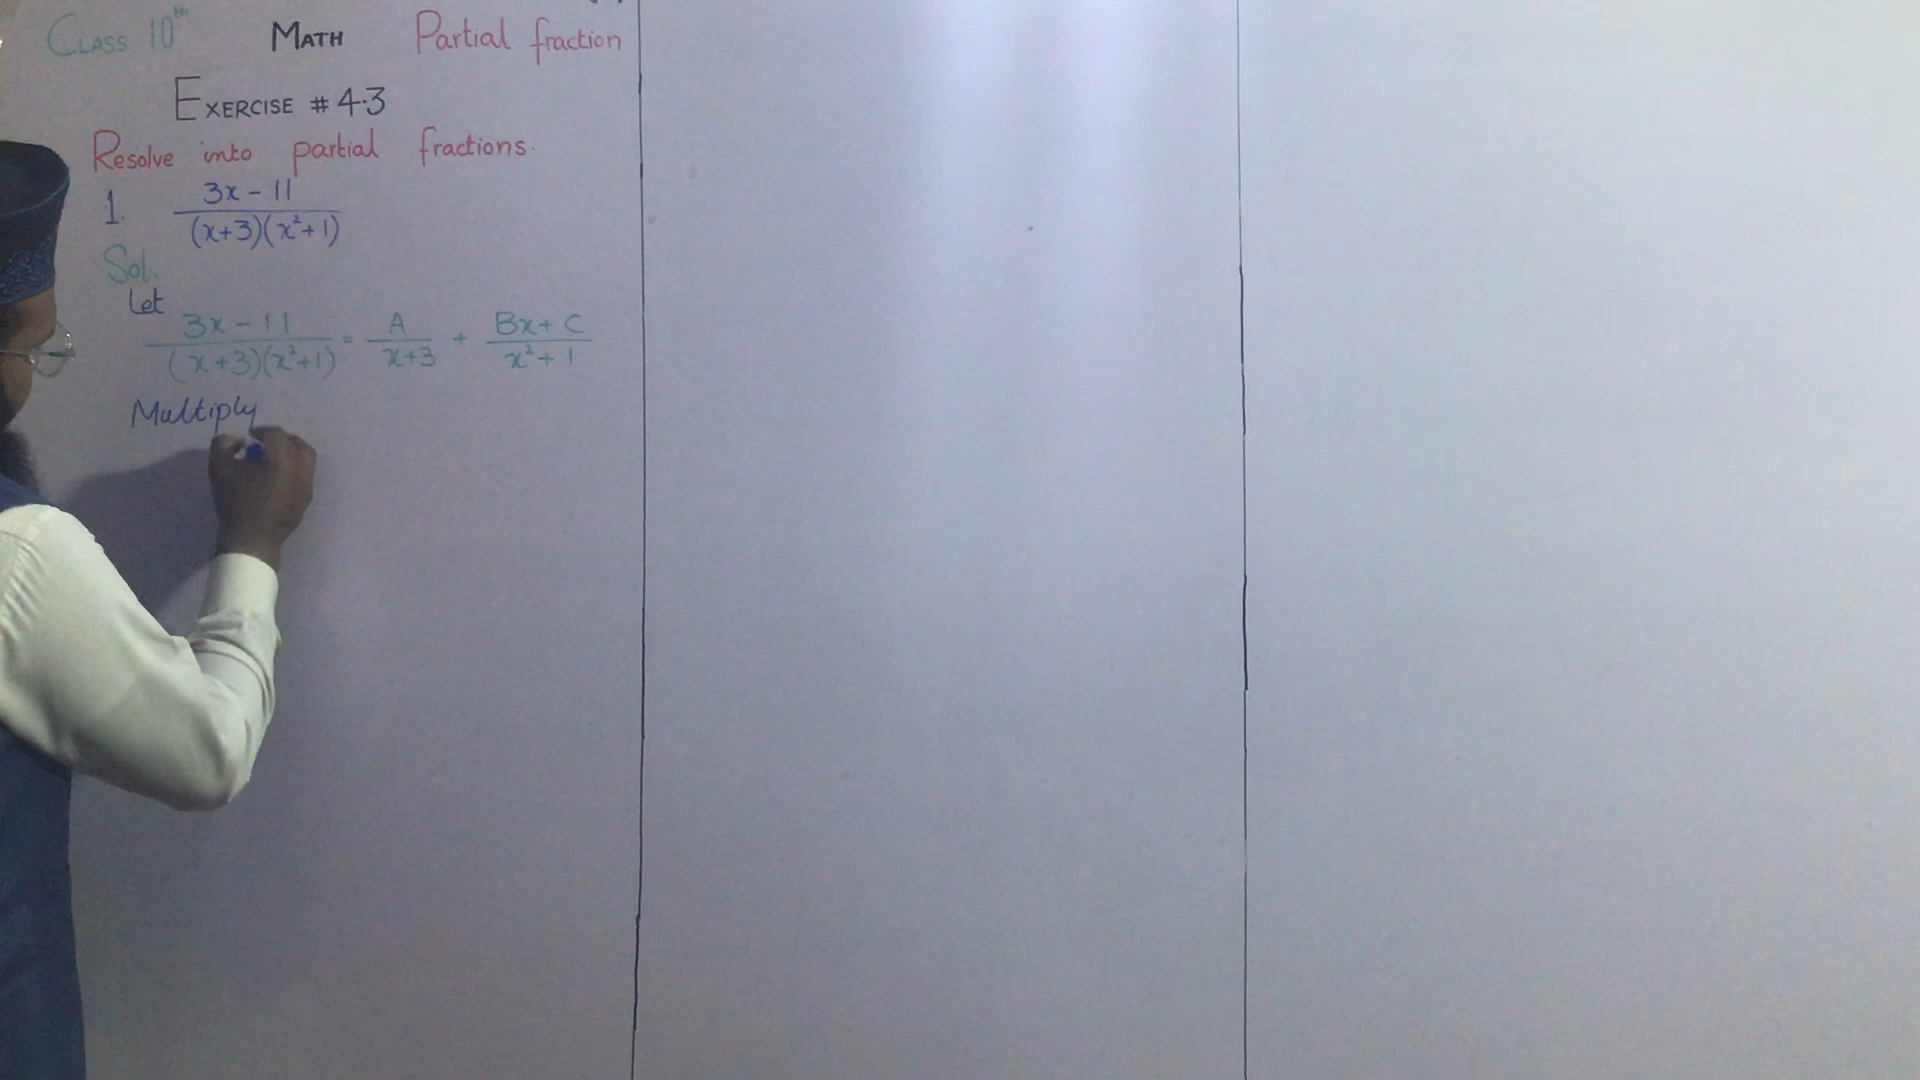 Class 10th Math Partial fraction
Exercise # 4.3
Resolve into partial fractions.
1. 3x - 11 / (x+3)(x²+1)
Sol.
Let
3x - 11 / (x+3)(x²+1) = A / x+3 + Bx + C / x² + 1
Multiply